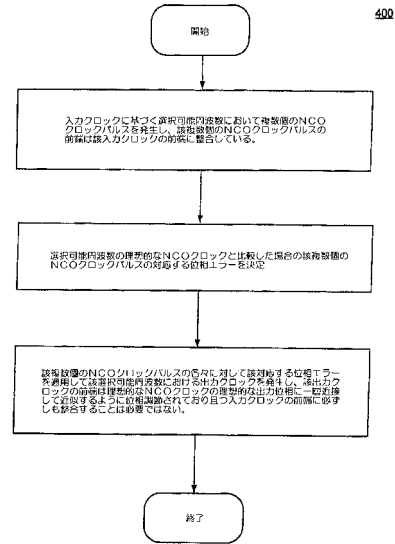 400
開始
入力クロックに基づく選択可能周波数において複数個のNCO
クロックパルスを発生し、該複数個のNCOクロックパルスの
前端は該入力クロックの前端に整合している。
選択可能周波数の理想的なNCOクロックと比較した場合の該複数個の
NCOクロックパルスの対応する位相エラーを決定
該複数個のNCOクロックパルスの各々に対して該対応する位相エラー
を適用して該選択可能周波数における出力クロックを発生し、該出力ク
ロックの前端は理想的なNCOクロックの理想的な出力位相に一層近接
して近似するように位相調節されており且つ入力クロックの前端に必ず
しも整合することは必要ではない。
終了